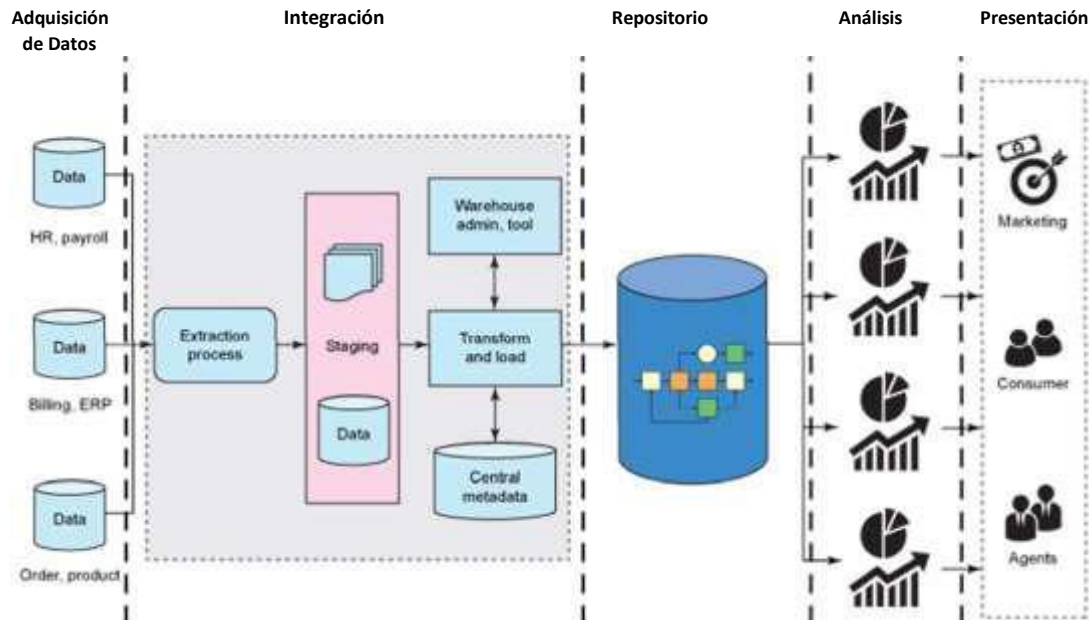 Adquisición
de Datos
Integración
Repositorio
Análisis
Presentación
Data
HR, payroll
Data
Billing, ERP
Data
Order, product
Extraction
process
Staging
Data
Warehouse
admin, tool
Transform
and load
Central
metadata
Marketing
Consumer
Agents